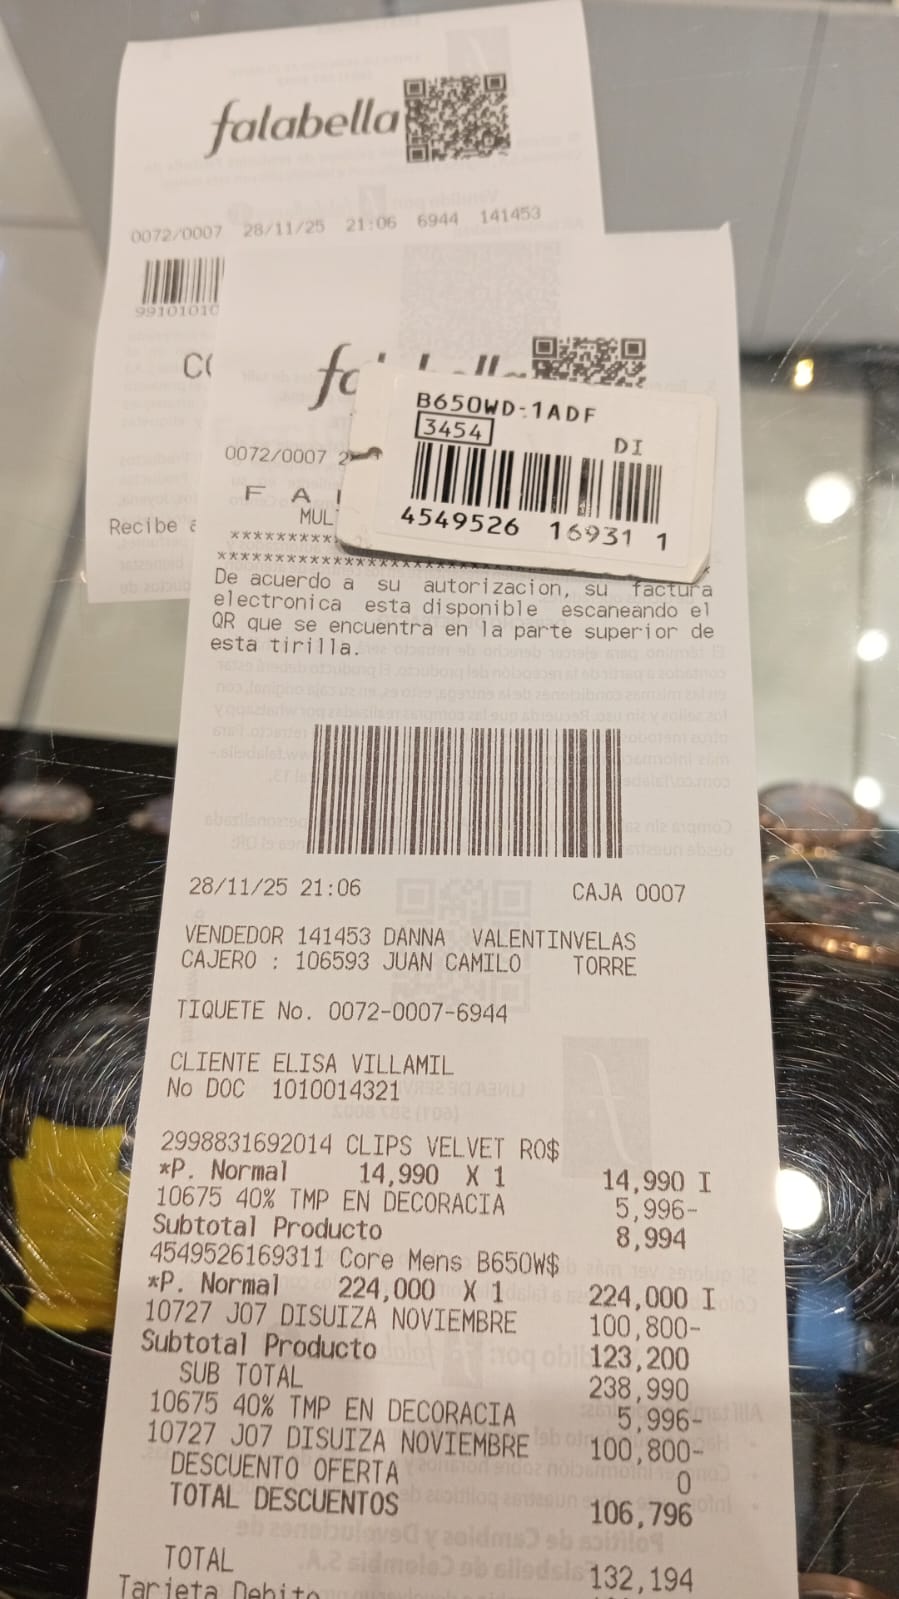 falabella
0072/0007 28/11/25 21:06 6944 141453
99101010
Recibe
0072/0007
B650WD-1ADF
3454
DI
4549526 16931 1
De acuerdo a su autorizacion, su factura
electronica esta disponible escaneando el
QR que se encuentra en la parte superior de
esta tirilla.
28/11/25 21:06 CAJA 0007
VENDEDOR 141453 DANNA VALENTINVELAS
CAJERO : 106593 JUAN CAMILO TORRE
TIQUETE No. 0072-0007-6944
CLIENTE ELISA VILLAMIL
No DOC 1010014321
2998831692014 CLIPS VELVET RO$
*P. Normal 14,990 X 1 14,990 I
10675 40% TMP EN DECORACIA 5,996-
Subtotal Producto 8,994
4549526169311 Core Mens B650W$
*P. Normal 224,000 X 1 224,000 I
10727 J07 DISUIZA NOVIEMBRE 100,800-
Subtotal Producto 123,200
SUB TOTAL 238,990
10675 40% TMP EN DECORACIA 5,996-
10727 J07 DISUIZA NOVIEMBRE 100,800-
DESCUENTO OFERTA 0
TOTAL DESCUENTOS 106,796
TOTAL 132,194
Tarjeta Debito